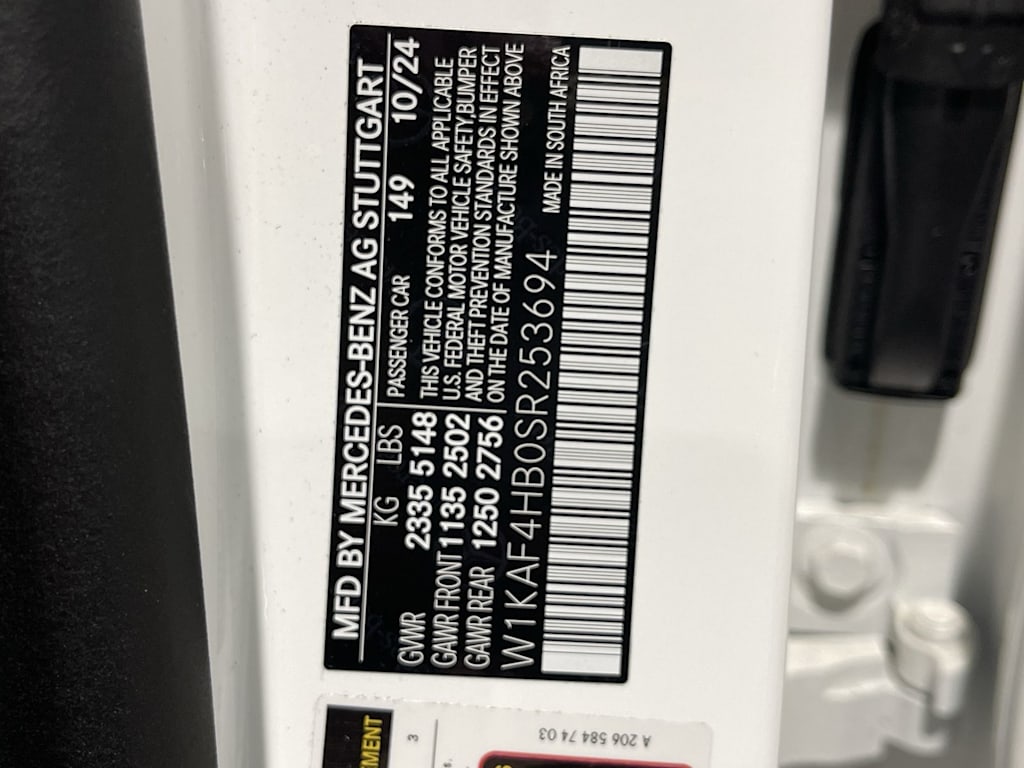 MFD BY MERCEDES-BENZ AG STUTTGART
KG LBS
PASSENGER CAR 149 10/24
GWR 2335 5148
GAWR FRONT 1135 2502
GAWR REAR 1250 2756
THIS VEHICLE CONFORMS TO ALL APPLICABLE
U.S. FEDERAL MOTOR VEHICLE SAFETY,BUMPER
AND THEFT PREVENTION STANDARDS IN EFFECT
ON THE DATE OF MANUFACTURE SHOWN ABOVE
W1KAF4HB0SR253694
MADE IN SOUTH AFRICA
3
A 206 584 74 03